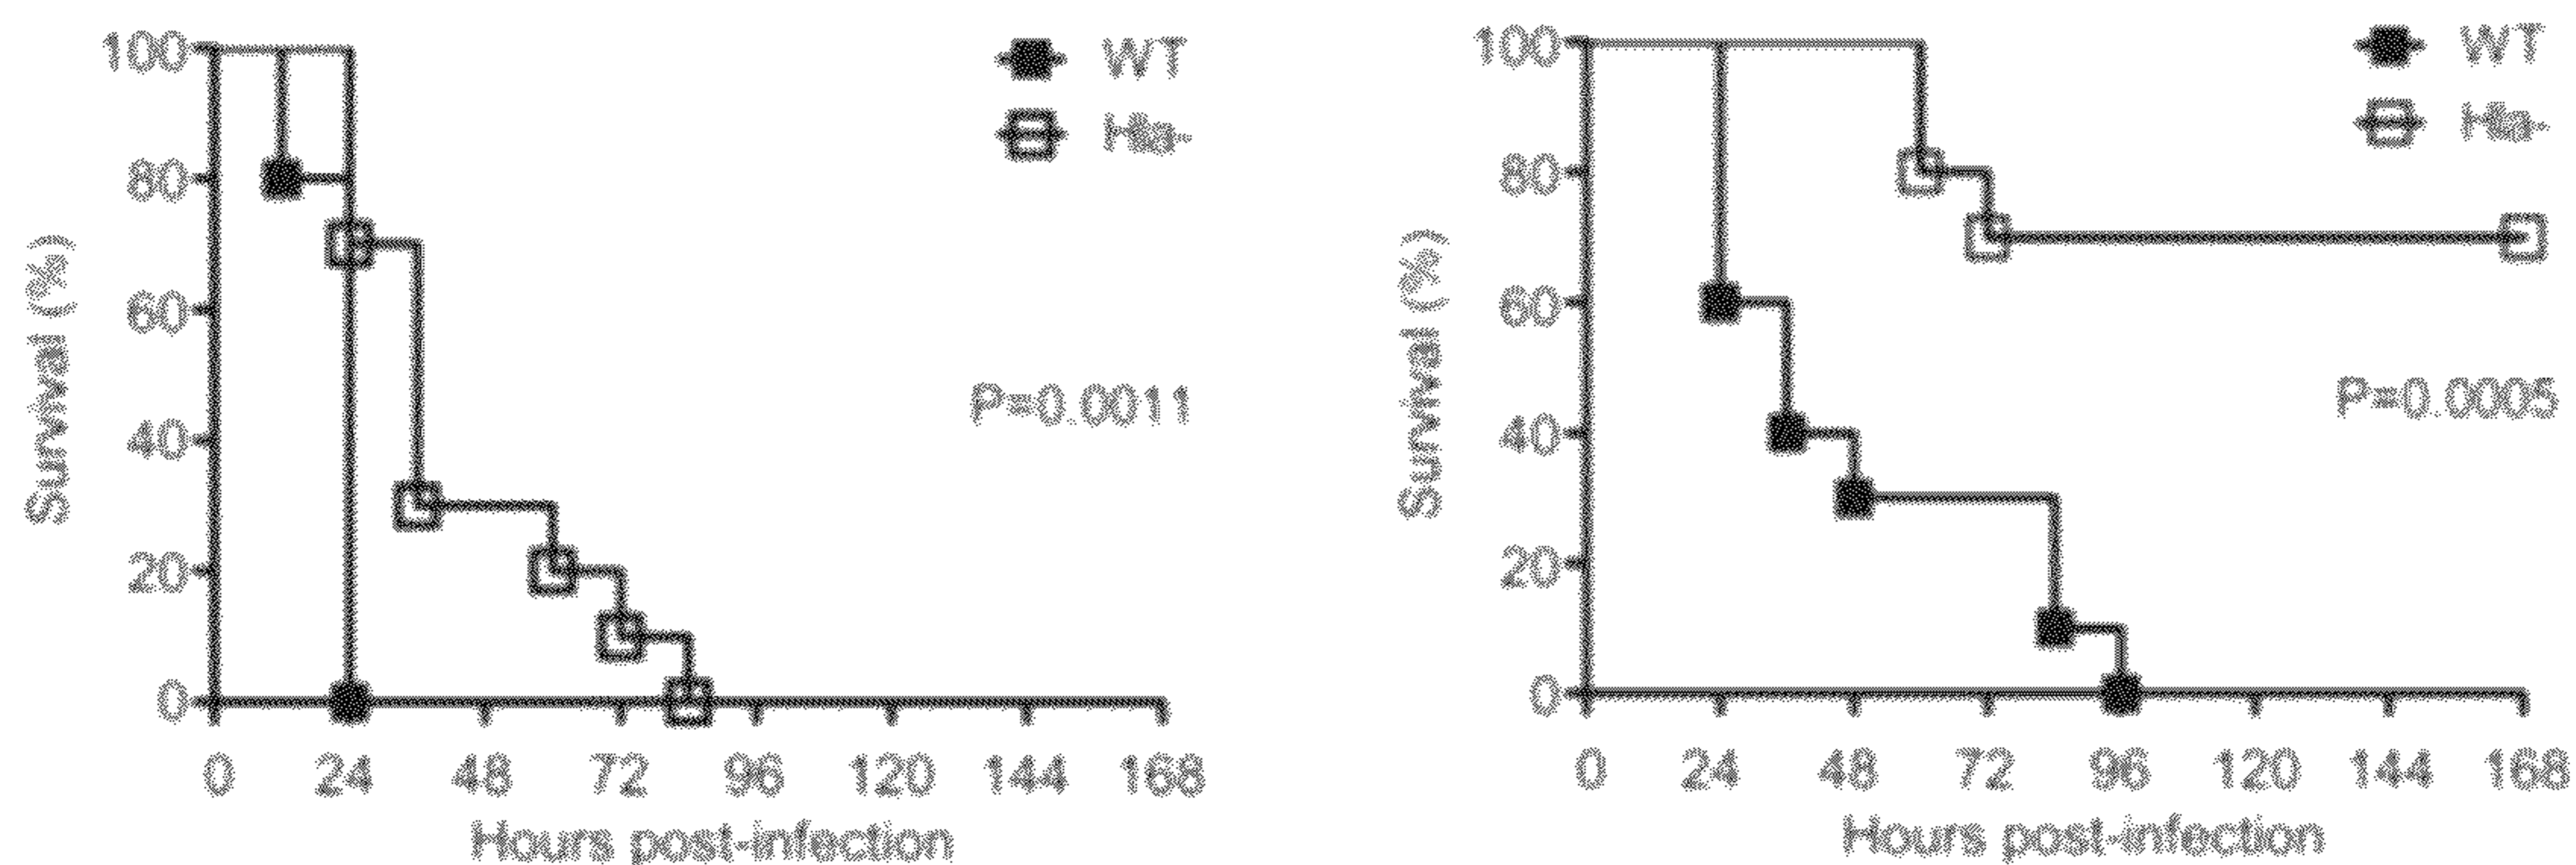 100
80
60
40
20
0
Survival (%)
WT
Hla-
P=0.0011
0 24 48 72 96 120 144 168
Hours post-infection
100
80
60
40
20
0
Survival (%)
WT
Hla-
P=0.0005
0 24 48 72 96 120 144 168
Hours post-infection